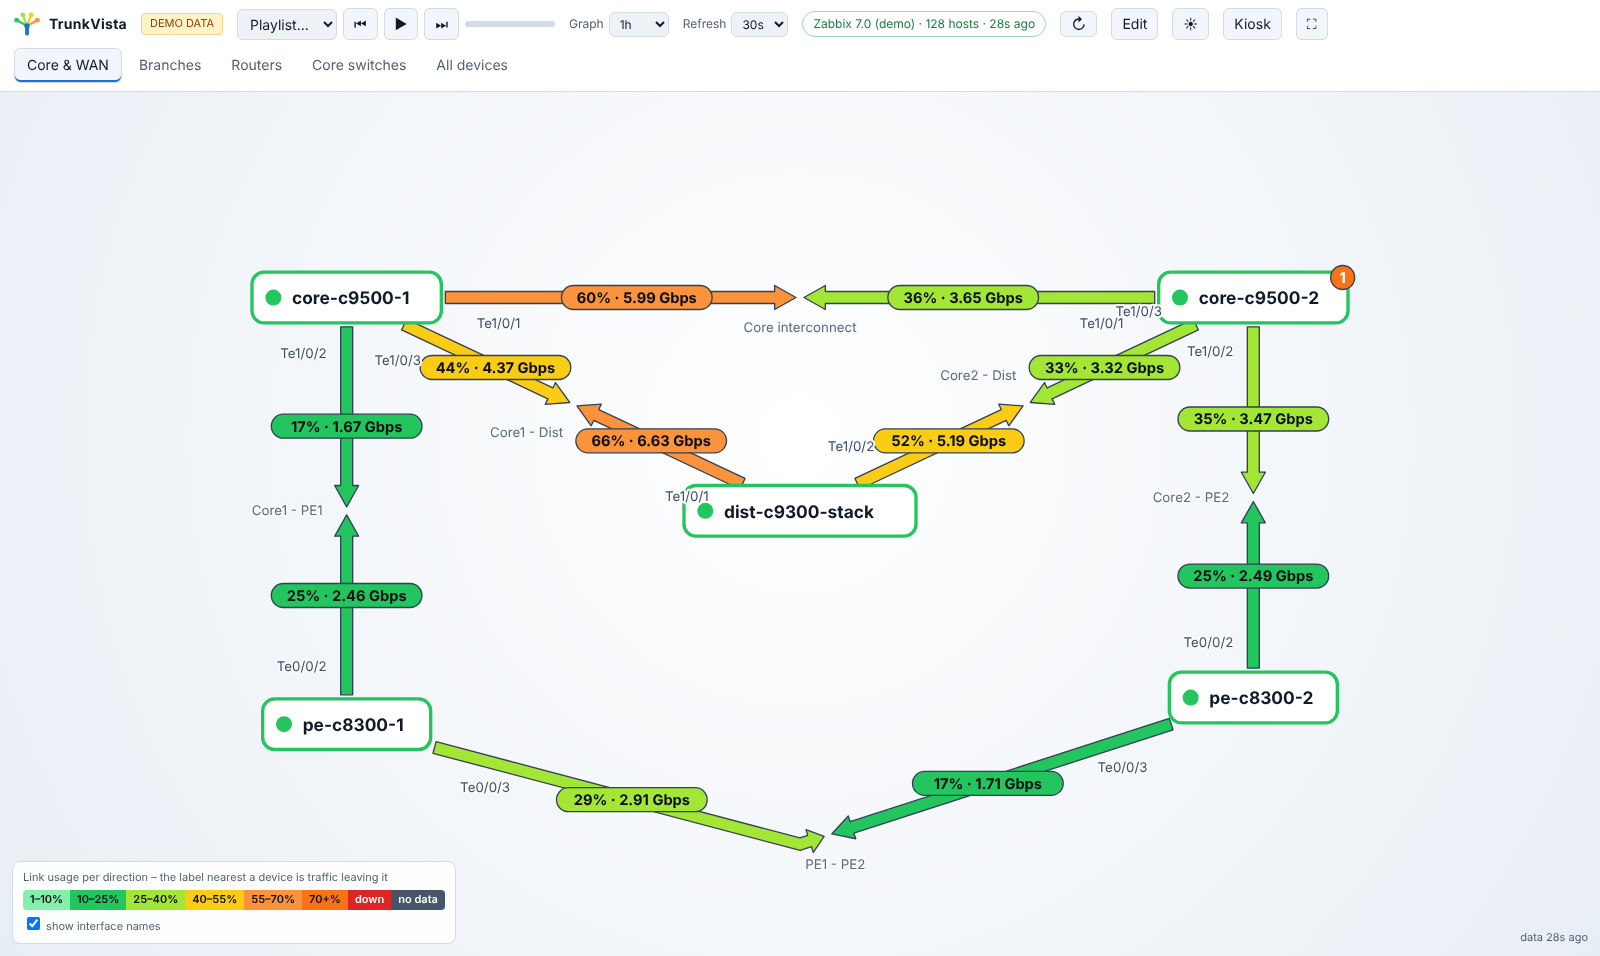 TrunkVista
DEMO DATA
Playlist...
Graph
1h
Refresh
30s
Zabbix 7.0 (demo) · 128 hosts · 28s ago
Edit
Kiosk
Core & WAN
Branches
Routers
Core switches
All devices
core-c9500-1
60% · 5.99 Gbps
36% · 3.65 Gbps
core-c9500-2
1
Te1/0/1
Core interconnect
Te1/0/1
Te1/0/3
Te1/0/2
Te1/0/3
44% · 4.37 Gbps
Core2 - Dist
33% · 3.32 Gbps
Te1/0/2
17% · 1.67 Gbps
Core1 - Dist
66% · 6.63 Gbps
Te1/0/2
52% · 5.19 Gbps
35% · 3.47 Gbps
Te1/0/1
dist-c9300-stack
Core1 - PE1
Core2 - PE2
25% · 2.46 Gbps
25% · 2.49 Gbps
Te0/0/2
Te0/0/2
pe-c8300-1
pe-c8300-2
Te0/0/3
29% · 2.91 Gbps
17% · 1.71 Gbps
Te0/0/3
PE1 - PE2
Link usage per direction – the label nearest a device is traffic leaving it
1–10%
10–25%
25–40%
40–55%
55–70%
70+%
down
no data
show interface names
data 28s ago